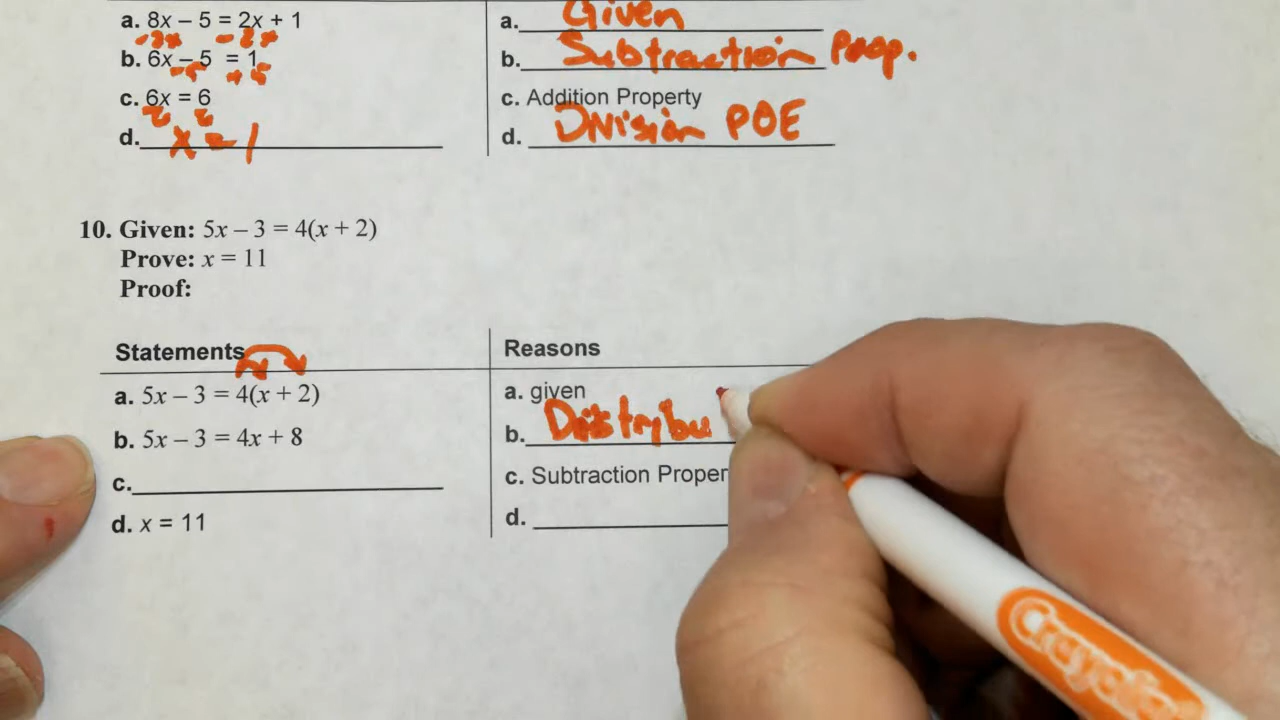 a. 8x – 5 = 2x + 1 a. Given
-2x -2x
b. 6x – 5 = 1 b. Subtraction Prop.
+5
c. 6x = 6 c. Addition Property
d. x = 1 d. Division POE
10. Given: 5x – 3 = 4(x + 2)
Prove: x = 11
Proof:
Statements Reasons
a. 5x – 3 = 4(x + 2) a. given
b. 5x – 3 = 4x + 8 b. Distribu
c. c. Subtraction Proper
d. x = 11 d.
Crayola